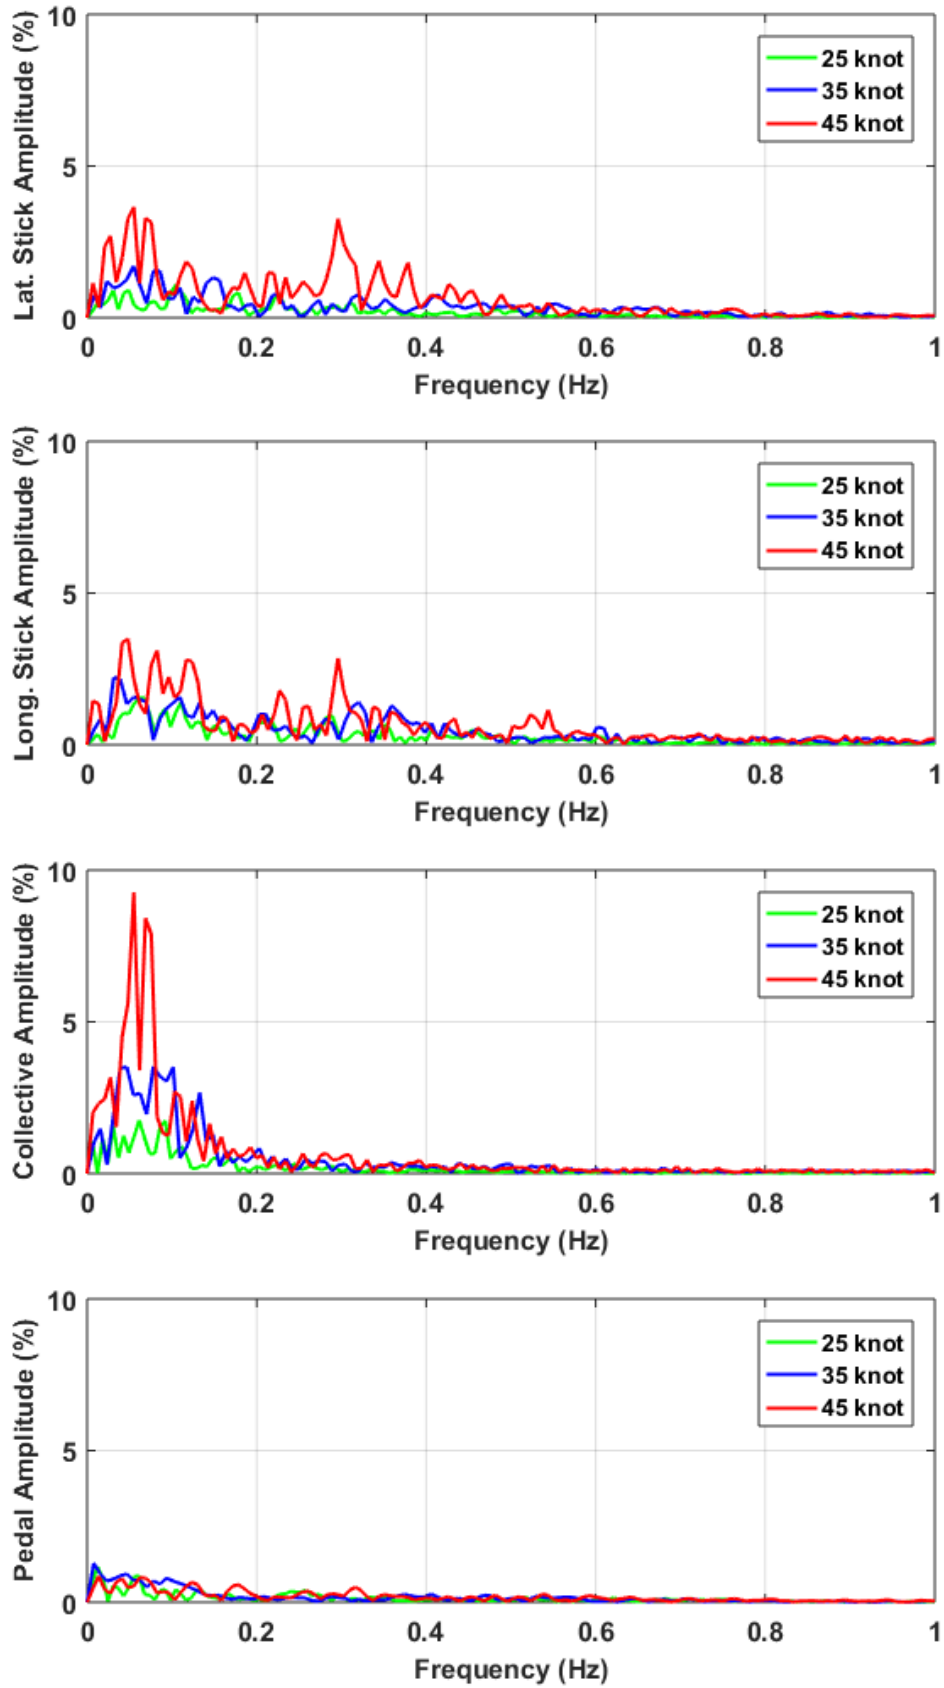 Lat. Stick Amplitude (%)
10
5
0
25 knot
35 knot
45 knot
0 0.2 0.4 0.6 0.8 1
Frequency (Hz)
Long. Stick Amplitude (%)
10
5
0
25 knot
35 knot
45 knot
0 0.2 0.4 0.6 0.8 1
Frequency (Hz)
Collective Amplitude (%)
10
5
0
25 knot
35 knot
45 knot
0 0.2 0.4 0.6 0.8 1
Frequency (Hz)
Pedal Amplitude (%)
10
5
0
25 knot
35 knot
45 knot
0 0.2 0.4 0.6 0.8 1
Frequency (Hz)